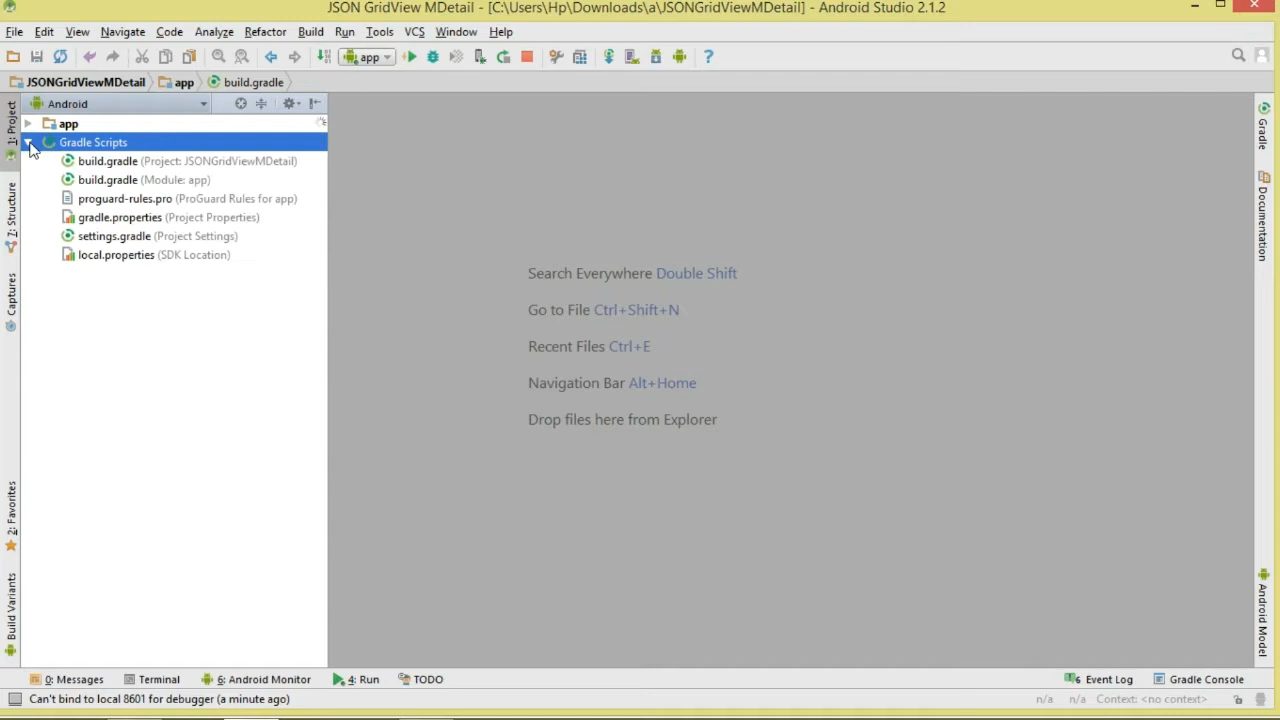 JSON GridView MDetail - [C:\Users\Hp\Downloads\a\JSONGridViewMDetail] - Android Studio 2.1.2
File Edit View Navigate Code Analyze Refactor Build Run Tools VCS Window Help
app
JSONGridViewMDetail app build.gradle
1: Project
Android
app
Gradle Scripts
build.gradle (Project: JSONGridViewMDetail)
build.gradle (Module: app)
proguard-rules.pro (ProGuard Rules for app)
gradle.properties (Project Properties)
settings.gradle (Project Settings)
local.properties (SDK Location)
7: Structure
Captures
2: Favorites
Build Variants
Search Everywhere Double Shift
Go to File Ctrl+Shift+N
Recent Files Ctrl+E
Navigation Bar Alt+Home
Drop files here from Explorer
Gradle
Documentation
Android Model
0: Messages Terminal 6: Android Monitor 4: Run TODO 6 Event Log Gradle Console
Can't bind to local 8601 for debugger (a minute ago) n/a n/a Context: <no context>